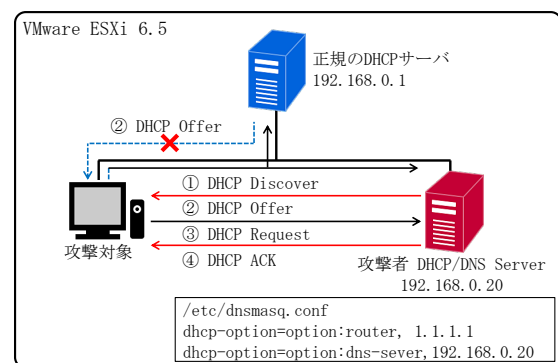 VMware ESXi 6.5
正規のDHCPサーバ
192.168.0.1
② DHCP Offer
① DHCP Discover
② DHCP Offer
③ DHCP Request
④ DHCP ACK
攻撃対象
攻撃者 DHCP/DNS Server
192.168.0.20
/etc/dnsmasq.conf
dhcp-option=option:router, 1.1.1.1
dhcp-option=option:dns-sever,192.168.0.20